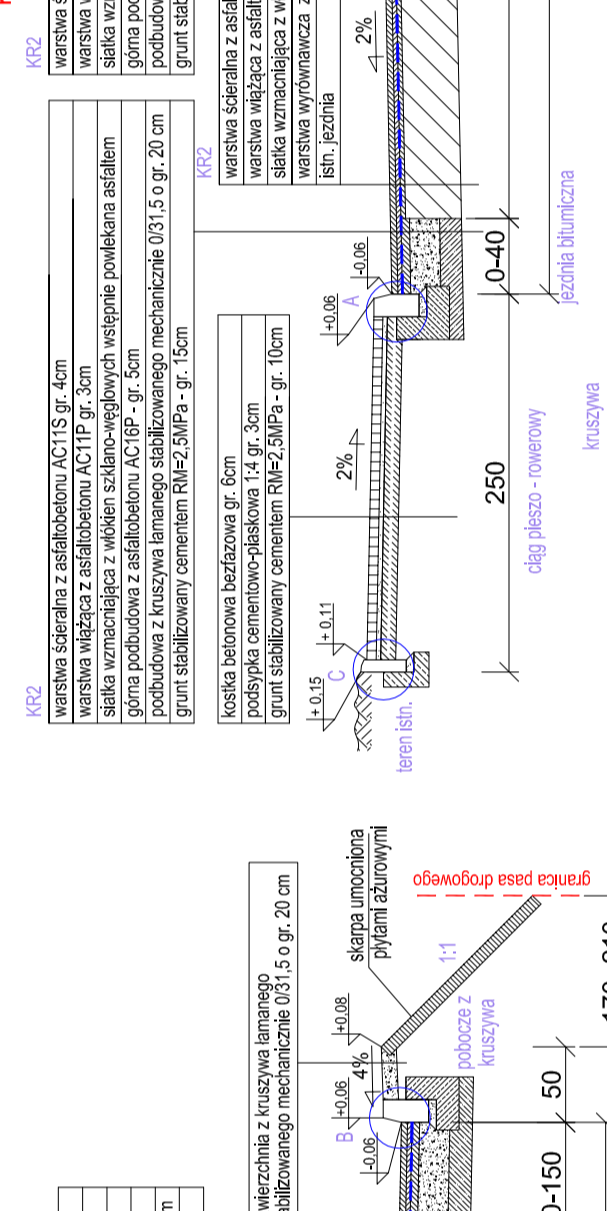 KR2
warstwa ścieralna z asfaltobetonu AC11S gr. 4cm
warstwa wiążąca z asfaltobetonu AC11P gr. 3cm
siatka wzmacniająca z włókien szklano-węglowych wstępnie powlekana asfaltem
górna podbudowa z asfaltobetonu AC16P - gr. 5cm
podbudowa z kruszywa łamanego stabilizowanego mechanicznie 0/31,5 o gr. 20 cm
grunt stabilizowany cementem RM=2,5MPa - gr. 15cm
KR2
górna
grunt
KR2
warstwa ścieralna z
warstwa wiążąca z
siatka wzmacniająca z
warstwa wyrównawcza z
istn. jezdnia
2%
kostka betonowa bezfazowa gr. 6cm
podsypka cementowo-piaskowa 1:4 gr. 3cm
grunt stabilizowany cementem RM=2,5MPa - gr. 10cm
+ 0,15
+ 0,11
C
teren istn.
2%
+0,06
A
-0.06
250
0-40
ciąg pieszo - rowerowy
jezdnia bitumiczna
kruszywa
z kruszywa łamanego
mechanicznie 0/31,5 o gr. 20 cm
skarpa umocniona
płytami ażurowymi
granica pasa drogowego
1:1
B
-0.06
+0.06
4%
+0.08
pobocze z
kruszywa
50